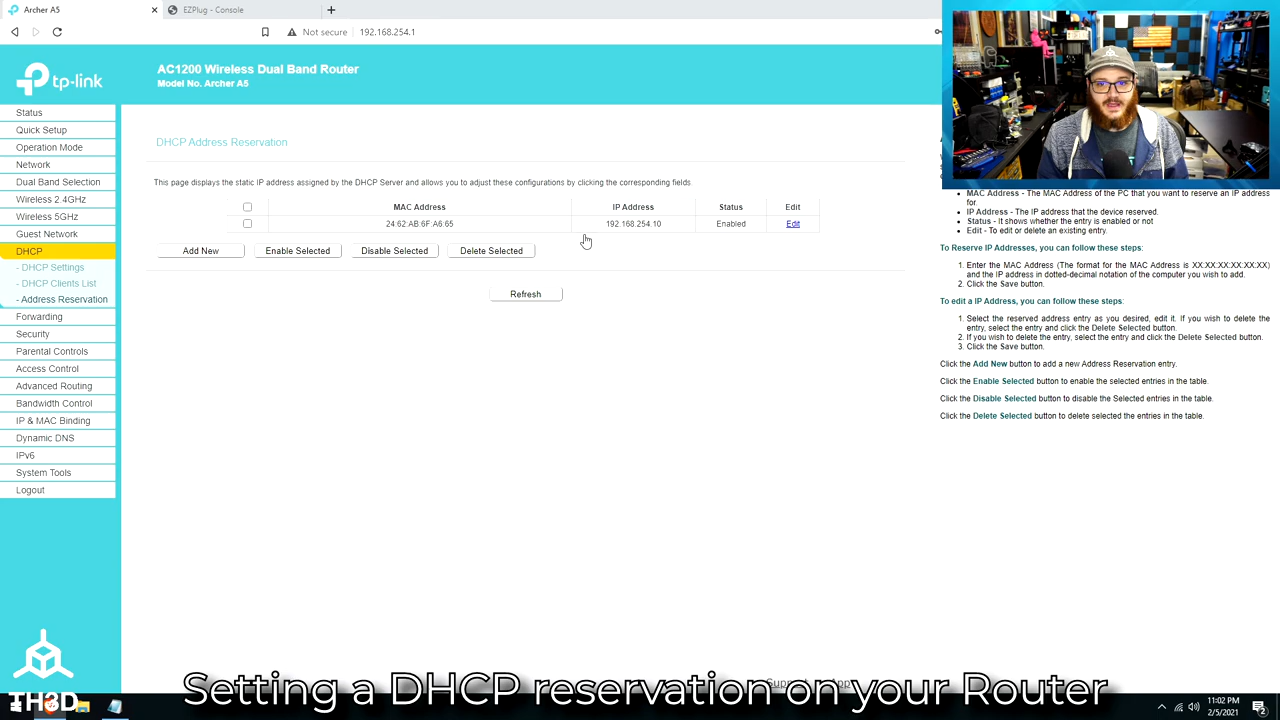 Archer A5
EZPlug - Console
Not secure
192.168.254.1
tp-link
AC1200 Wireless Dual Band Router
Model No. Archer A5
Status
Quick Setup
Operation Mode
Network
Dual Band Selection
Wireless 2.4GHz
Wireless 5GHz
Guest Network
DHCP
- DHCP Settings
- DHCP Clients List
- Address Reservation
Forwarding
Security
Parental Controls
Access Control
Advanced Routing
Bandwidth Control
IP & MAC Binding
Dynamic DNS
IPv6
System Tools
Logout
DHCP Address Reservation
This page displays the static IP address assigned by the DHCP Server and allows you to adjust these configurations by clicking the corresponding fields.
MAC Address IP Address Status Edit
24:62:AB:6F:A6:65 192.168.254.10 Enabled Edit
Add New Enable Selected Disable Selected Delete Selected
Refresh
MAC Address - The MAC Address of the PC that you want to reserve an IP address
for.
IP Address - The IP address that the device reserved.
Status - It shows whether the entry is enabled or not
Edit - To edit or delete an existing entry.
To Reserve IP Addresses, you can follow these steps:
1. Enter the MAC Address (The format for the MAC Address is XX:XX:XX:XX:XX:XX)
and the IP address in dotted-decimal notation of the computer you wish to add.
2. Click the Save button.
To edit a IP Address, you can follow these steps:
1. Select the reserved address entry as you desired, edit it. If you wish to delete the
entry, select the entry and click the Delete Selected button.
2. If you wish to delete the entry, select the entry and click the Delete Selected button.
3. Click the Save button.
Click the Add New button to add a new Address Reservation entry.
Click the Enable Selected button to enable the selected entries in the table.
Click the Disable Selected button to disable the Selected entries in the table.
Click the Delete Selected button to delete selected the entries in the table.
TH3D
Setting a DHCP reservation on your Router
11:02 PM
2/5/2021
2